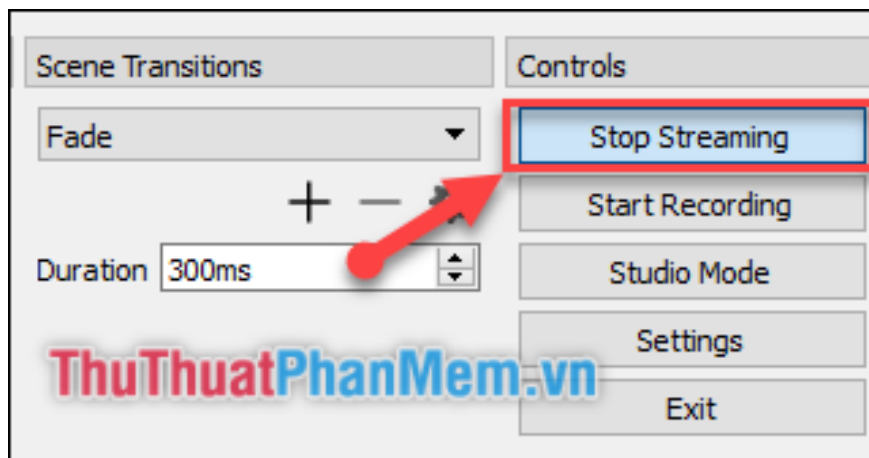 Scene Transitions
Controls
Fade
Stop Streaming
Start Recording
Duration 300ms
Studio Mode
Settings
ThuThuatPhanMem.vn
Exit